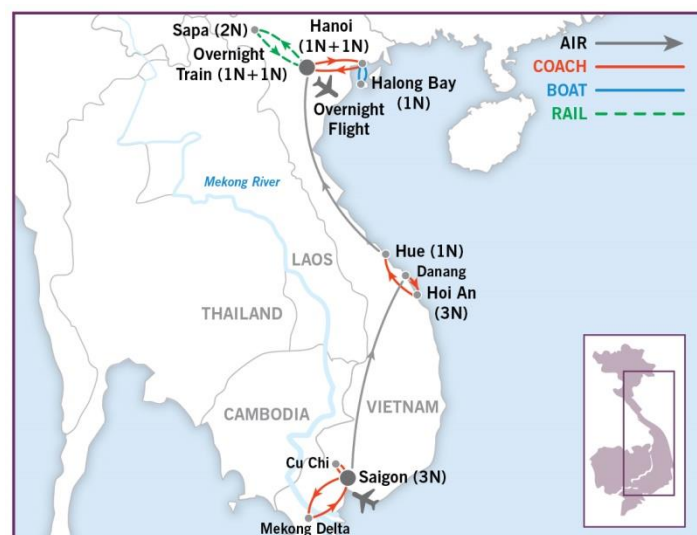 Sapa (2N)
Overnight
Train (1N+1N)
Hanoi
(1N+1N)
Halong Bay
(1N)
Overnight
Flight
AIR
COACH
BOAT
RAIL
Mekong River
LAOS
Hue (1N)
Danang
Hoi An
(3N)
THAILAND
CAMBODIA
VIETNAM
Cu Chi
Saigon (3N)
Mekong Delta